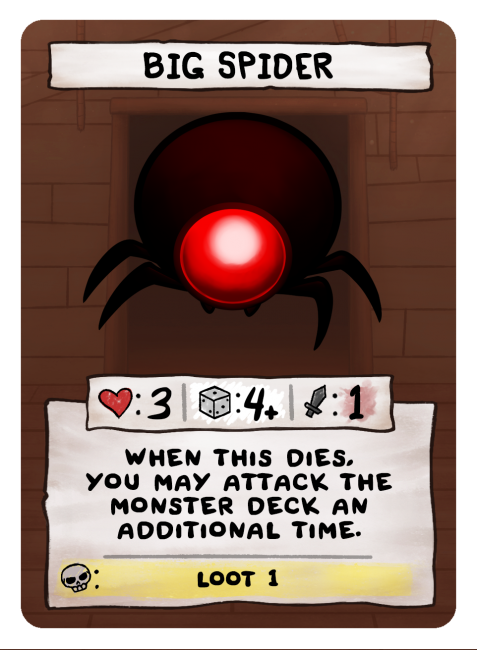 BIG SPIDER
:3 :4+ :1
WHEN THIS DIES,
YOU MAY ATTACK THE
MONSTER DECK AN
ADDITIONAL TIME.
: LOOT 1